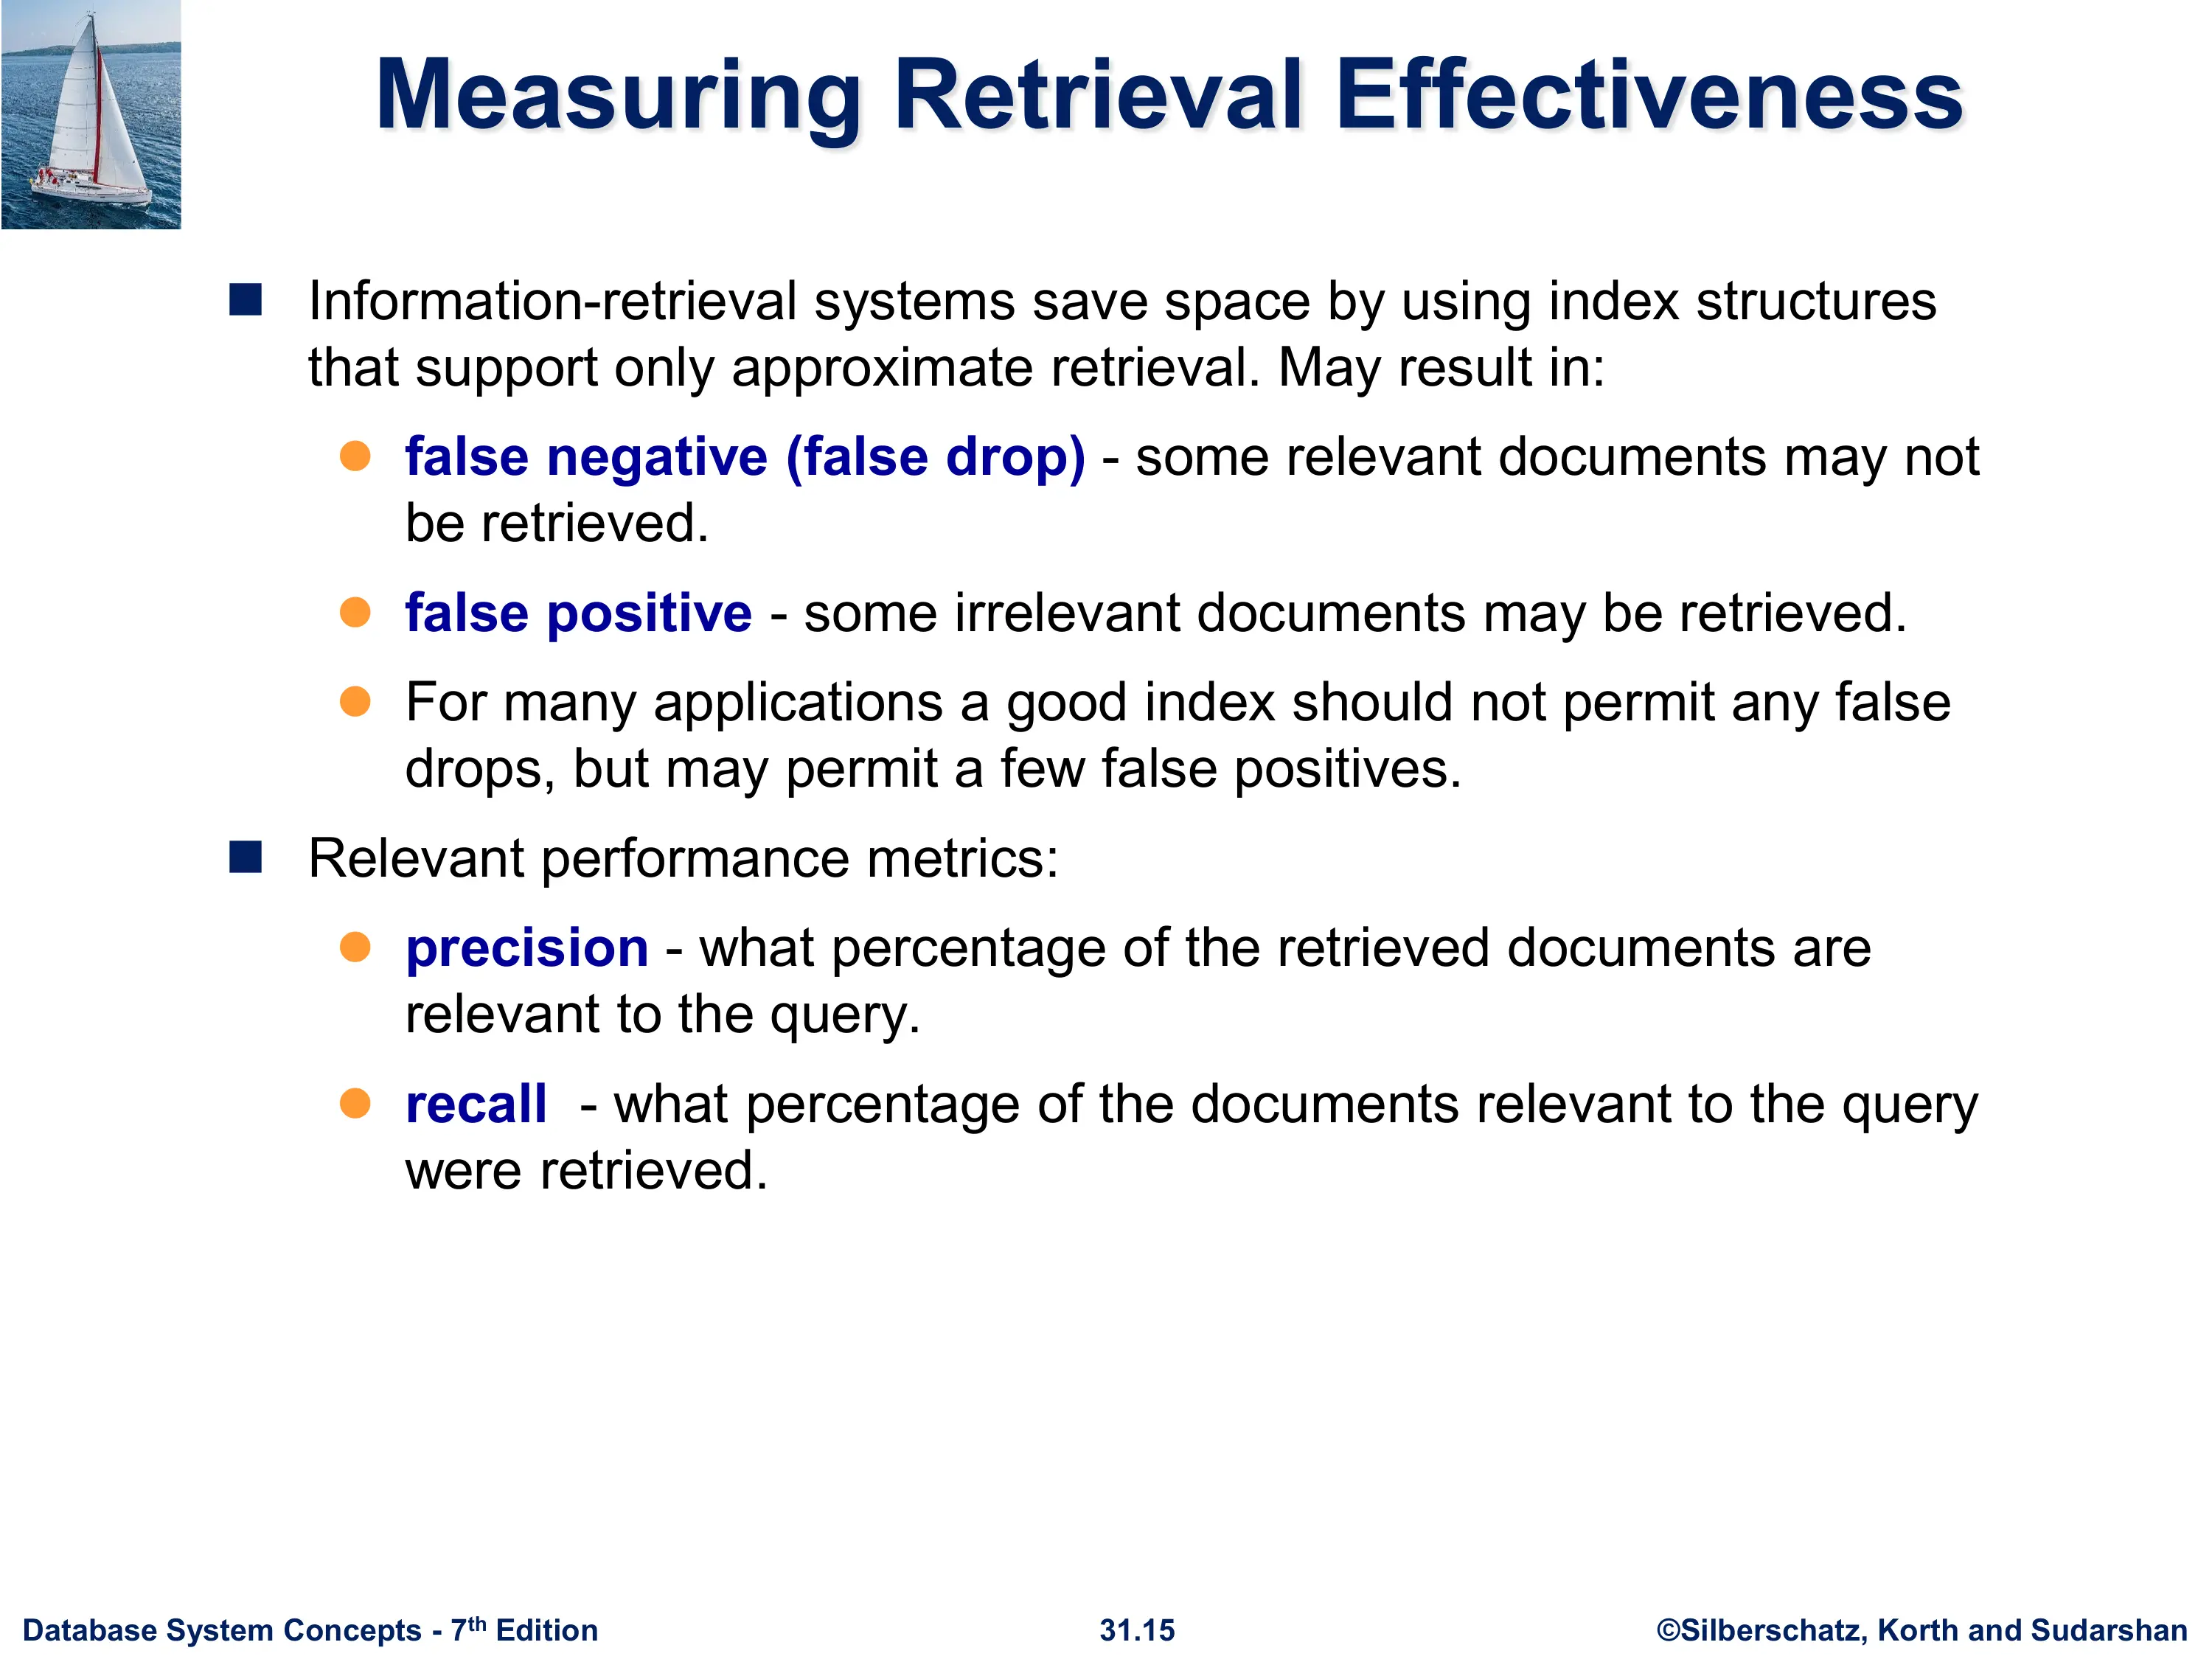 Measuring Retrieval Effectiveness
Information-retrieval systems save space by using index structures
that support only approximate retrieval. May result in:
false negative (false drop) - some relevant documents may not
be retrieved.
false positive - some irrelevant documents may be retrieved.
For many applications a good index should not permit any false
drops, but may permit a few false positives.
Relevant performance metrics:
precision - what percentage of the retrieved documents are
relevant to the query.
recall  - what percentage of the documents relevant to the query
were retrieved.
Database System Concepts - 7th Edition
31.15
©Silberschatz, Korth and Sudarshan